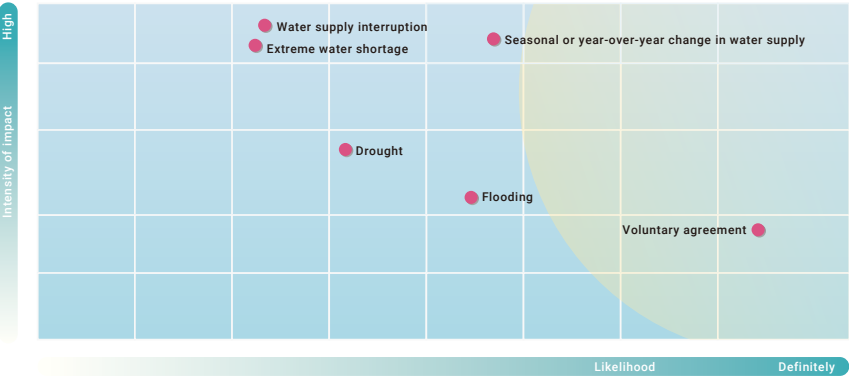 High
Intensity of impact
Water supply interruption
Extreme water shortage
Seasonal or year-over-year change in water supply
Drought
Flooding
Voluntary agreement
Likelihood
Definitely